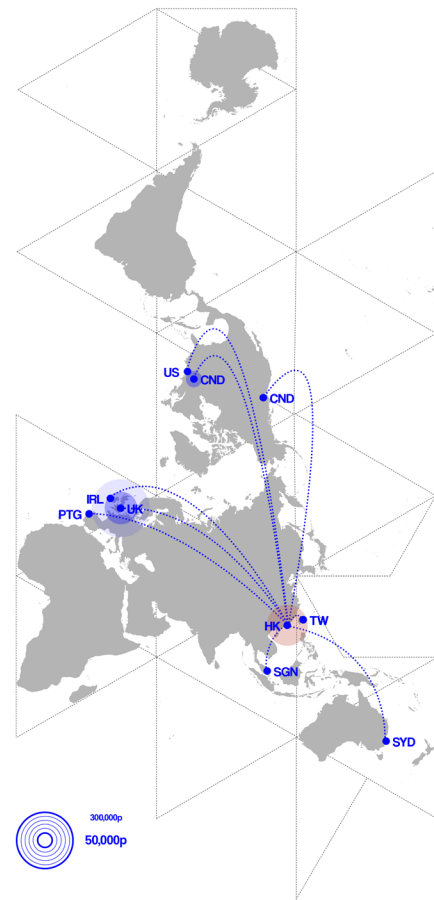 US
CND
CND
IRL
UK
PTG
TW
HK
SGN
SYD
300,000p
50,000p